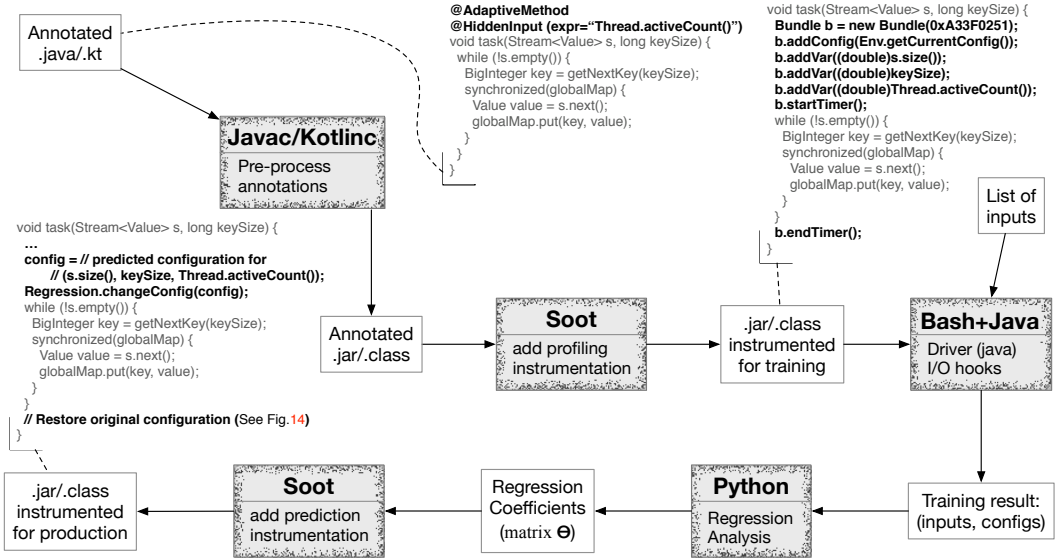 Annotated
.java/.kt
Javac/Kotlinc
Pre-process
annotations
@AdaptiveMethod
@HiddenInput (expr=“Thread.activeCount()”)
void task(Stream<Value> s, long keySize) {
while (!s.empty()) {
BigInteger key = getNextKey(keySize);
synchronized(globalMap) {
Value value = s.next();
globalMap.put(key, value);
}
}
}
void task(Stream<Value> s, long keySize) {
Bundle b = new Bundle(0xA33F0251);
b.addConfig(Env.getCurrentConfig());
b.addVar((double)s.size());
b.addVar((double)keySize);
b.addVar((double)Thread.activeCount());
b.startTimer();
while (!s.empty()) {
BigInteger key = getNextKey(keySize);
synchronized(globalMap) {
Value value = s.next();
globalMap.put(key, value);
}
}
b.endTimer();
}
List of
inputs
void task(Stream<Value> s, long keySize) {
…
config = // predicted configuration for
// (s.size(), keySize, Thread.activeCount());
Regression.changeConfig(config);
while (!s.empty()) {
BigInteger key = getNextKey(keySize);
synchronized(globalMap) {
Value value = s.next();
globalMap.put(key, value);
}
}
// Restore original configuration (See Fig.14)
}
Annotated
.jar/.class
Soot
add profiling
instrumentation
.jar/.class
instrumented
for training
Bash+Java
Driver (java)
I/O hooks
.jar/.class
instrumented
for production
Soot
add prediction
instrumentation
Regression
Coefficients
(matrix Θ)
Python
Regression
Analysis
Training result:
(inputs, configs)